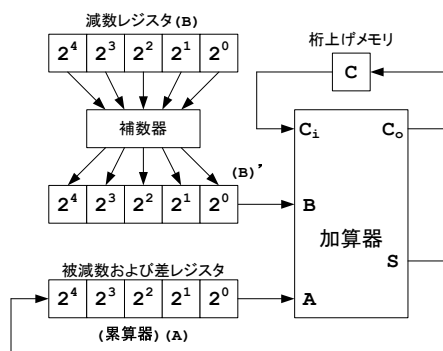 減数レジスタ(B)
2⁴ 2³ 2² 2¹ 2⁰
補数器
(B)'
2⁴ 2³ 2² 2¹ 2⁰
被減数および差レジスタ
2⁴ 2³ 2² 2¹ 2⁰
(累算器)(A)
桁上げメモリ
C
Cᵢ Cₒ
B
加算器
S
A